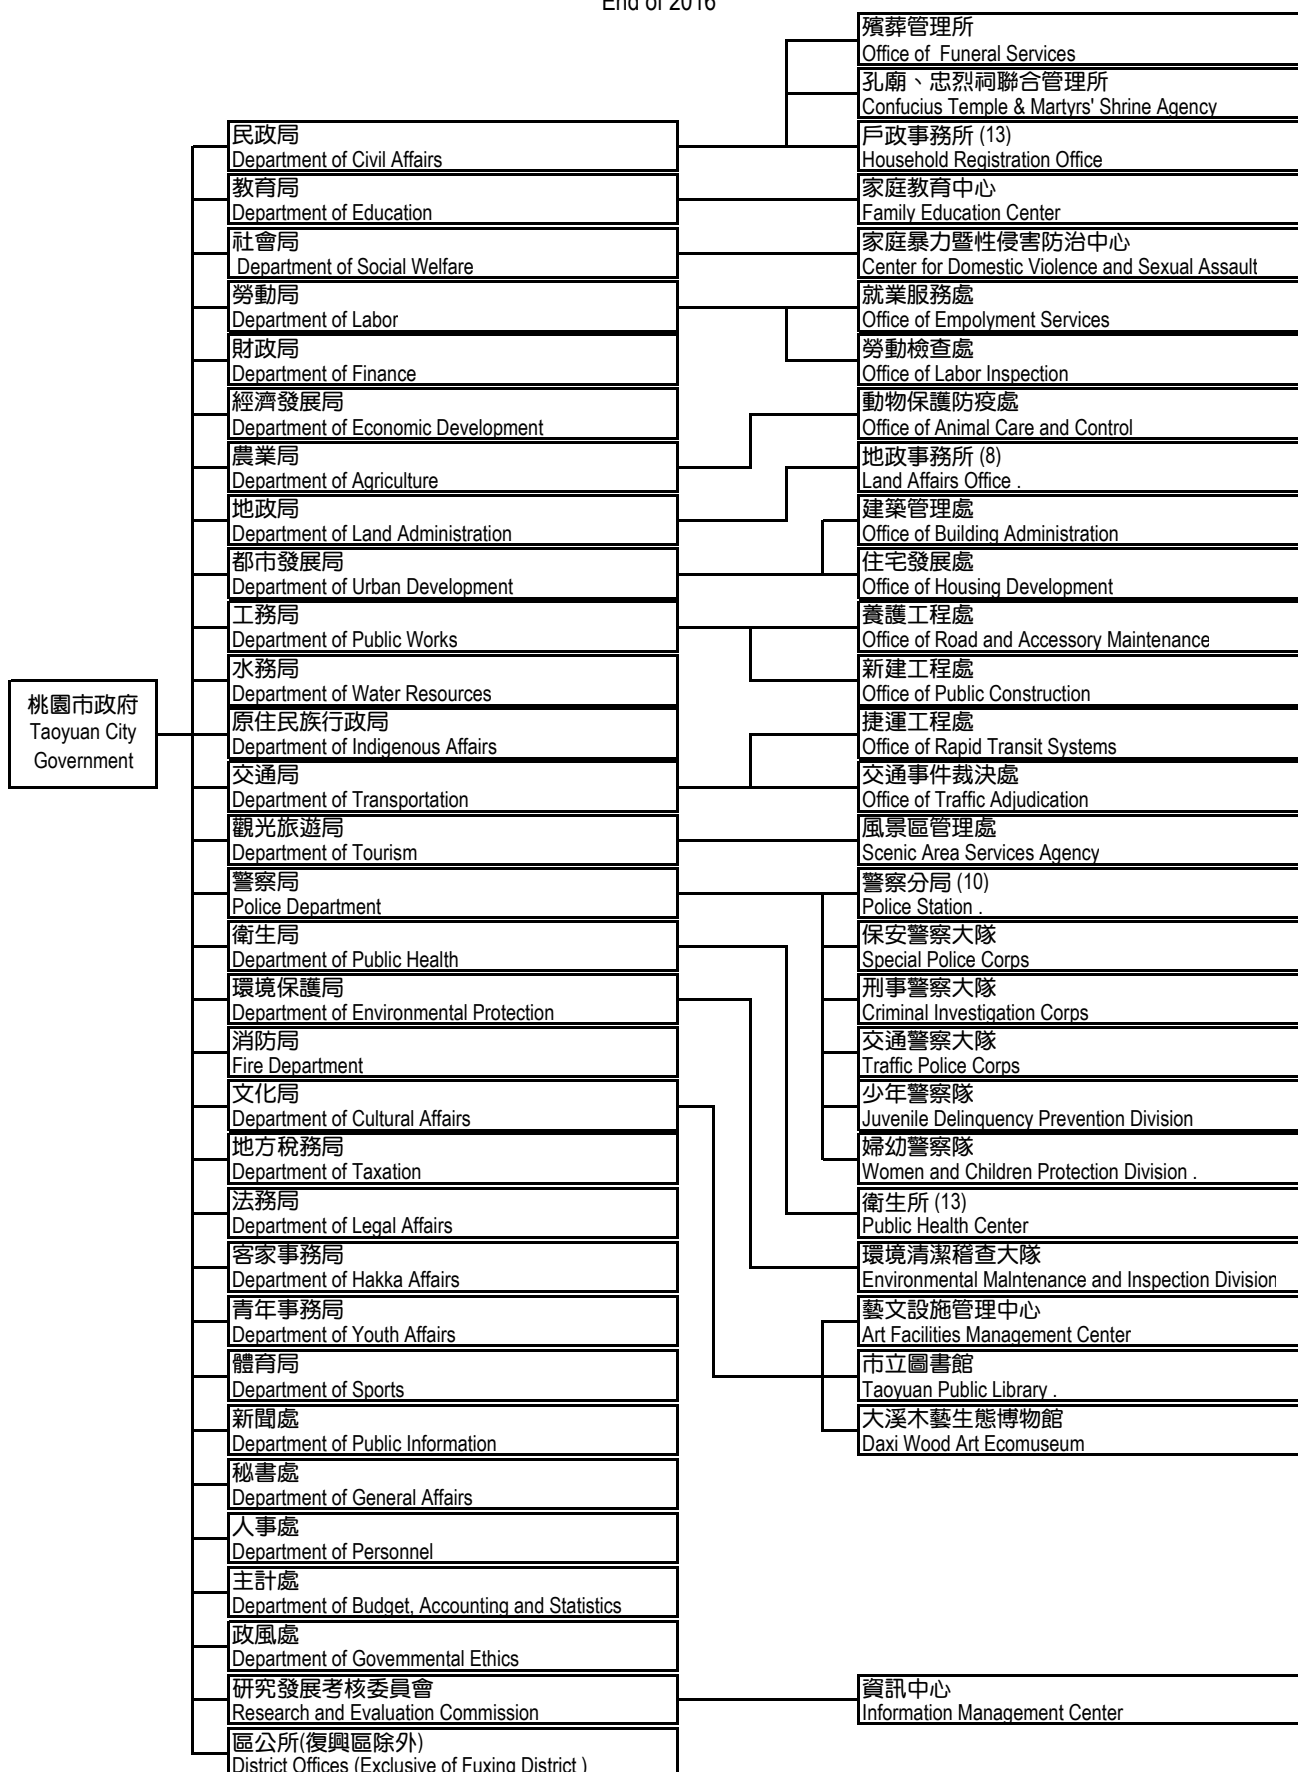 End of 2016
桃園市政府
Taoyuan City
Government
民政局
Department of Civil Affairs
教育局
Department of Education
社會局
Department of Social Welfare
勞動局
Department of Labor
財政局
Department of Finance
經濟發展局
Department of Economic Development
農業局
Department of Agriculture
地政局
Department of Land Administration
都市發展局
Department of Urban Development
工務局
Department of Public Works
水務局
Department of Water Resources
原住民族行政局
Department of Indigenous Affairs
交通局
Department of Transportation
觀光旅遊局
Department of Tourism
警察局
Police Department
衛生局
Department of Public Health
環境保護局
Department of Environmental Protection
消防局
Fire Department
文化局
Department of Cultural Affairs
地方稅務局
Department of Taxation
法務局
Department of Legal Affairs
客家事務局
Department of Hakka Affairs
青年事務局
Department of Youth Affairs
體育局
Department of Sports
新聞處
Department of Public Information
秘書處
Department of General Affairs
人事處
Department of Personnel
主計處
Department of Budget, Accounting and Statistics
政風處
Department of Govemmental Ethics
研究發展考核委員會
Research and Evaluation Commission
區公所(復興區除外)
District Offices (Exclusive of Fuxing District )
殯葬管理所
Office of Funeral Services
孔廟、忠烈祠聯合管理所
Confucius Temple & Martyrs' Shrine Agency
戶政事務所 (13)
Household Registration Office
家庭教育中心
Family Education Center
家庭暴力暨性侵害防治中心
Center for Domestic Violence and Sexual Assault
就業服務處
Office of Empolyment Services
勞動檢查處
Office of Labor Inspection
動物保護防疫處
Office of Animal Care and Control
地政事務所 (8)
Land Affairs Office .
建築管理處
Office of Building Administration
住宅發展處
Office of Housing Development
養護工程處
Office of Road and Accessory Maintenance
新建工程處
Office of Public Construction
捷運工程處
Office of Rapid Transit Systems
交通事件裁決處
Office of Traffic Adjudication
風景區管理處
Scenic Area Services Agency
警察分局 (10)
Police Station .
保安警察大隊
Special Police Corps
刑事警察大隊
Criminal Investigation Corps
交通警察大隊
Traffic Police Corps
少年警察隊
Juvenile Delinquency Prevention Division
婦幼警察隊
Women and Children Protection Division .
衛生所 (13)
Public Health Center
環境清潔稽查大隊
Environmental Malntenance and Inspection Division
藝文設施管理中心
Art Facilities Management Center
市立圖書館
Taoyuan Public Library .
大溪木藝生態博物館
Daxi Wood Art Ecomuseum
資訊中心
Information Management Center